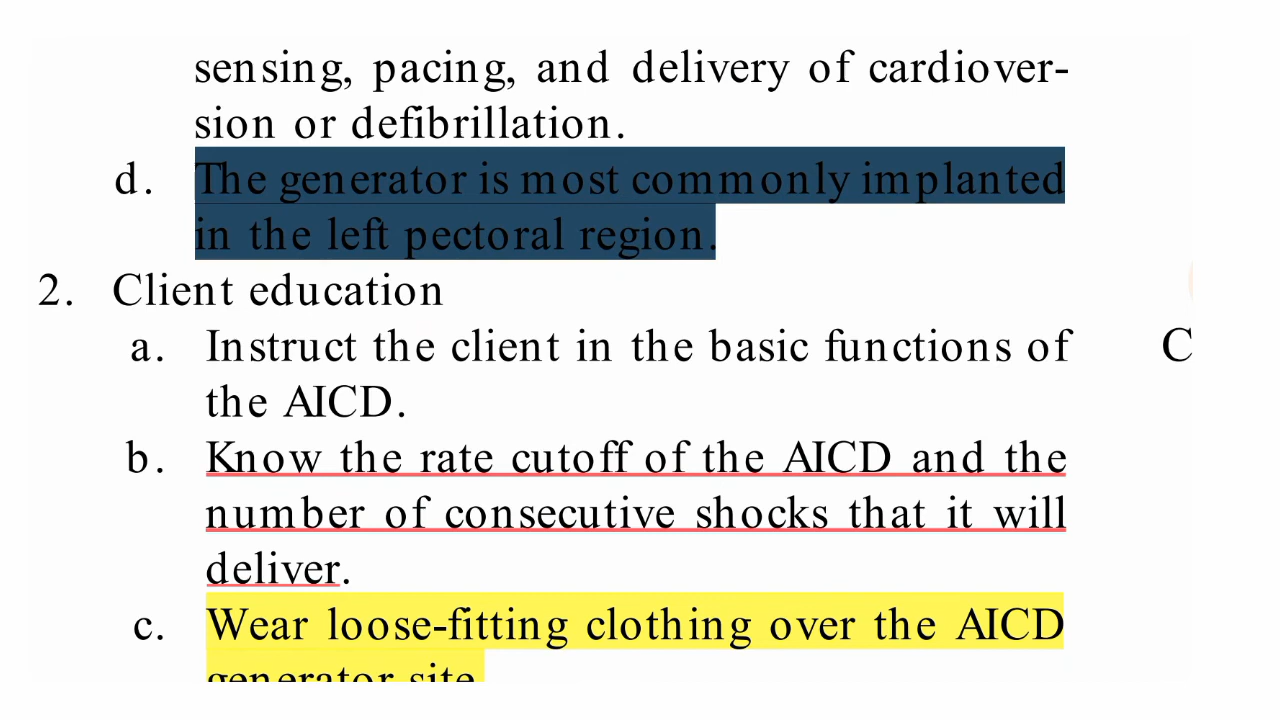 sensing, pacing, and delivery of cardiover-
sion or defibrillation.
d. The generator is most commonly implanted
in the left pectoral region.
2. Client education
a. Instruct the client in the basic functions of
the AICD.
C
b. Know the rate cutoff of the AICD and the
number of consecutive shocks that it will
deliver.
c. Wear loose-fitting clothing over the AICD
generator site.